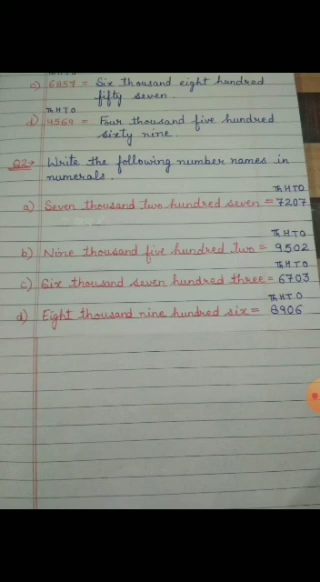 c) 6857 = Six thousand eight hundred
fifty seven.
Th H T O
d) 4569 = Four thousand five hundred
sixty nine.
Q2→ Write the following number names in
numerals.
Th H T O
a) Seven thousand two hundred seven = 7207
Th H T O
b) Nine thousand five hundred two = 9502
Th H T O
c) Six thousand seven hundred three = 6703
Th H T O
d) Eight thousand nine hundred six = 8906